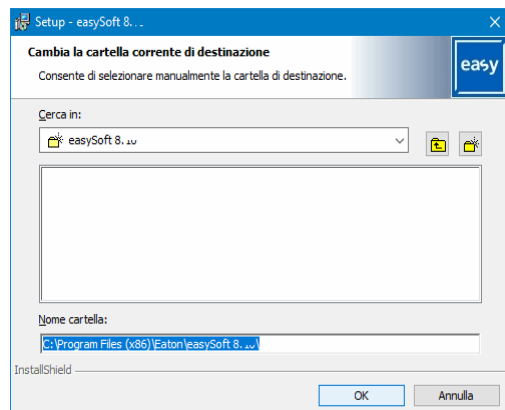 Setup - easySoft 8.
Cambia la cartella corrente di destinazione
Consente di selezionare manualmente la cartella di destinazione.
easy
Cerca in:
easySoft 8.
Nome cartella:
C:\Program Files (x86)\Eaton\easySoft 8.
InstallShield
OK
Annulla